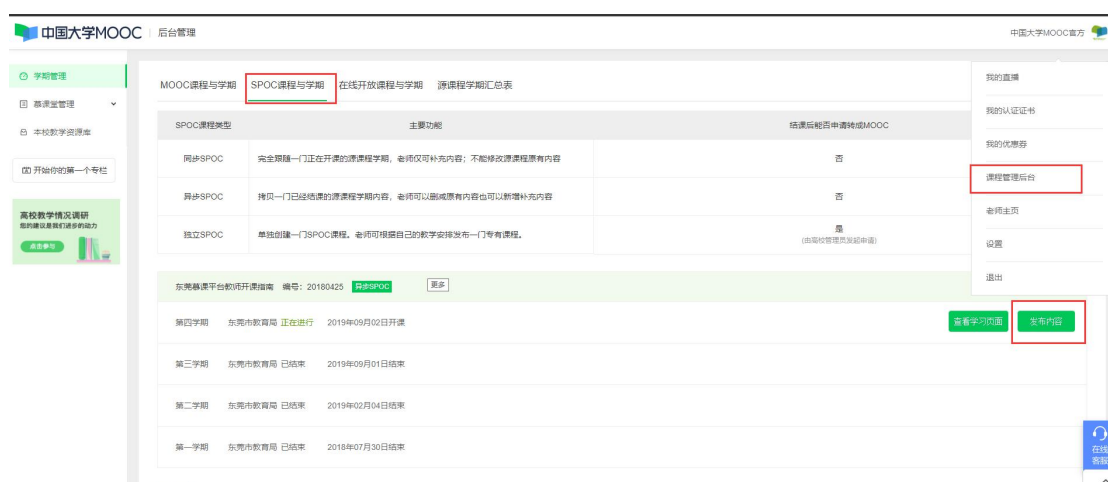 中国大学MOOC 后台管理 中国大学MOOC官方
学期管理
慕课堂管理
本校教学资源库
开始你的第一个专栏
高校教学情况调研
您的建议是我们进步的动力
点击参与
MOOC课程与学期 SPOC课程与学期 在线开放课程与学期 源课程学期汇总表
SPOC课程类型 主要功能 结课后能否申请转成MOOC
同步SPOC 完全跟随一门正在开课的源课程学期，老师仅可补充内容；不能修改源课程原有内容 否
异步SPOC 拷贝一门已经结课的源课程学期内容，老师可以删减原有内容也可以新增补充内容 否
独立SPOC 单独创建一门SPOC课程。老师可根据自己的教学安排发布一门专有课程。 是
(由高校管理员发起申请)
我的直播
我的认证证书
我的优惠券
课程管理后台
老师主页
设置
退出
东莞慕课平台教师开课指南 编号：20180425 异步SPOC 更多
第四学期 东莞市教育局 正在进行 2019年09月02日开课 查看学习页面 发布内容
第三学期 东莞市教育局 已结束 2019年09月01日结束
第二学期 东莞市教育局 已结束 2019年02月04日结束
第一学期 东莞市教育局 已结束 2018年07月30日结束
在线
客服